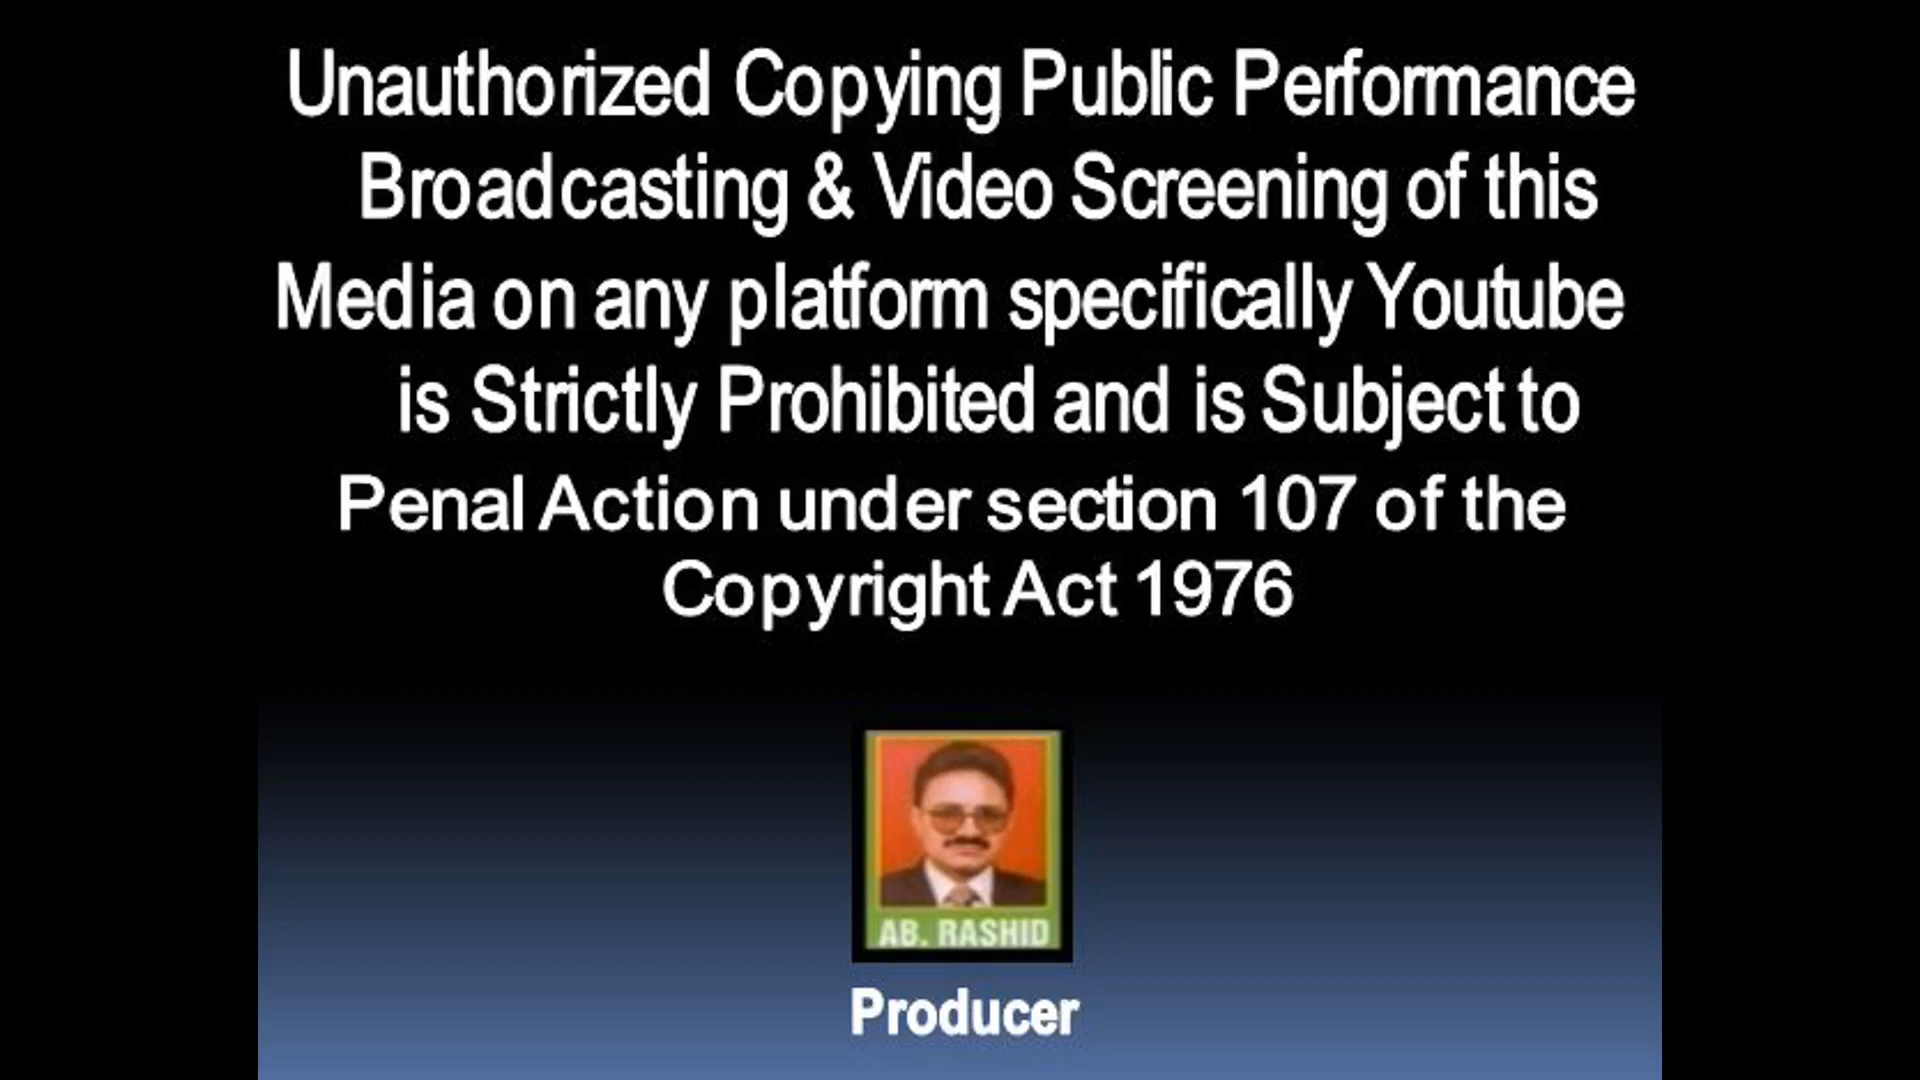 Unauthorized Copying Public Performance
Broadcasting & Video Screening of this
Media on any platform specifically Youtube
is Strictly Prohibited and is Subject to
Penal Action under section 107 of the
Copyright Act 1976
AB. RASHID
Producer